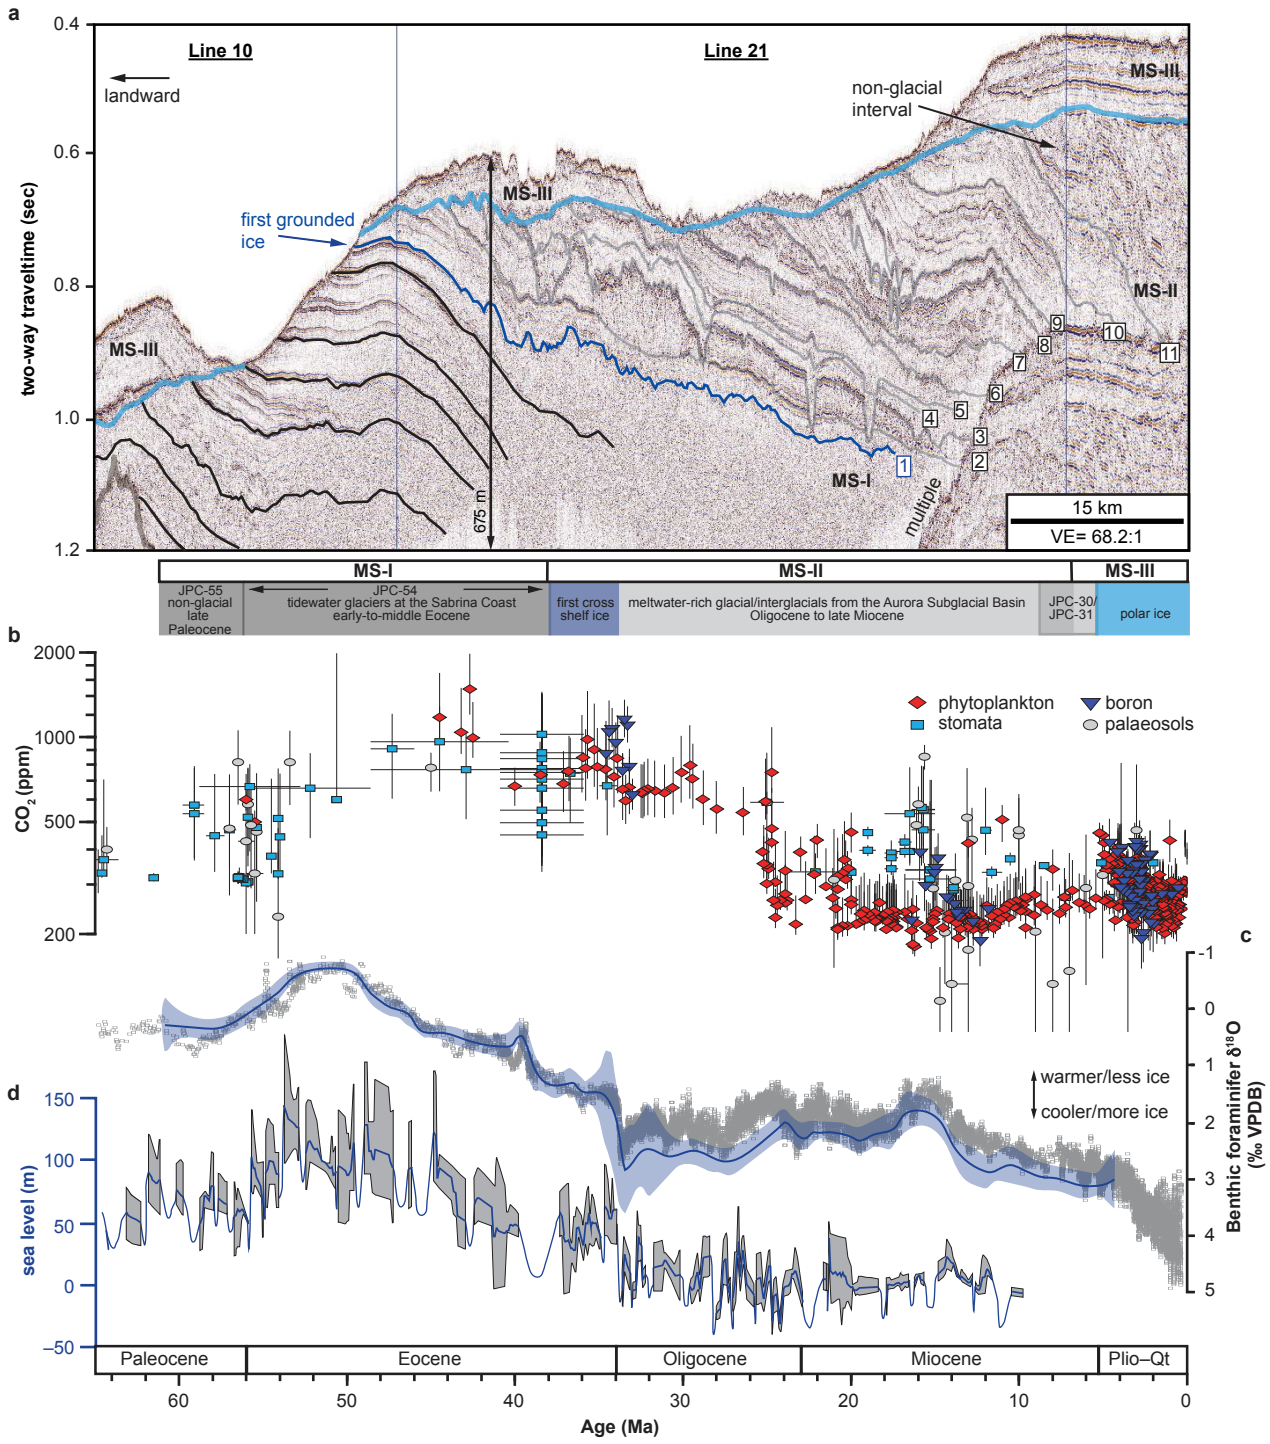 a
Line 10
Line 21
landward
non-glacial
interval
MS-III
MS-III
first grounded
ice
MS-III
MS-II
MS-I
multiple
675 m
1
2
3
4
5
6
7
8
9
10
11
15 km
VE= 68.2:1
0.4
0.6
0.8
1.0
1.2
two-way traveltime (sec)
MS-I
MS-II
MS-III
JPC-55
non-glacial
late
Paleocene
JPC-54
tidewater glaciers at the Sabrina Coast
early-to-middle Eocene
first cross
shelf ice
meltwater-rich glacial/interglacials from the Aurora Subglacial Basin
Oligocene to late Miocene
JPC-30/
JPC-31
polar ice
b
2000
1000
500
200
CO2 (ppm)
phytoplankton
stomata
boron
palaeosols
c
-1
0
1
2
3
4
5
Benthic foraminifer δ18O
(‰ VPDB)
warmer/less ice
cooler/more ice
d
150
100
50
0
–50
sea level (m)
Paleocene
Eocene
Oligocene
Miocene
Plio–Qt
60
50
40
30
20
10
0
Age (Ma)